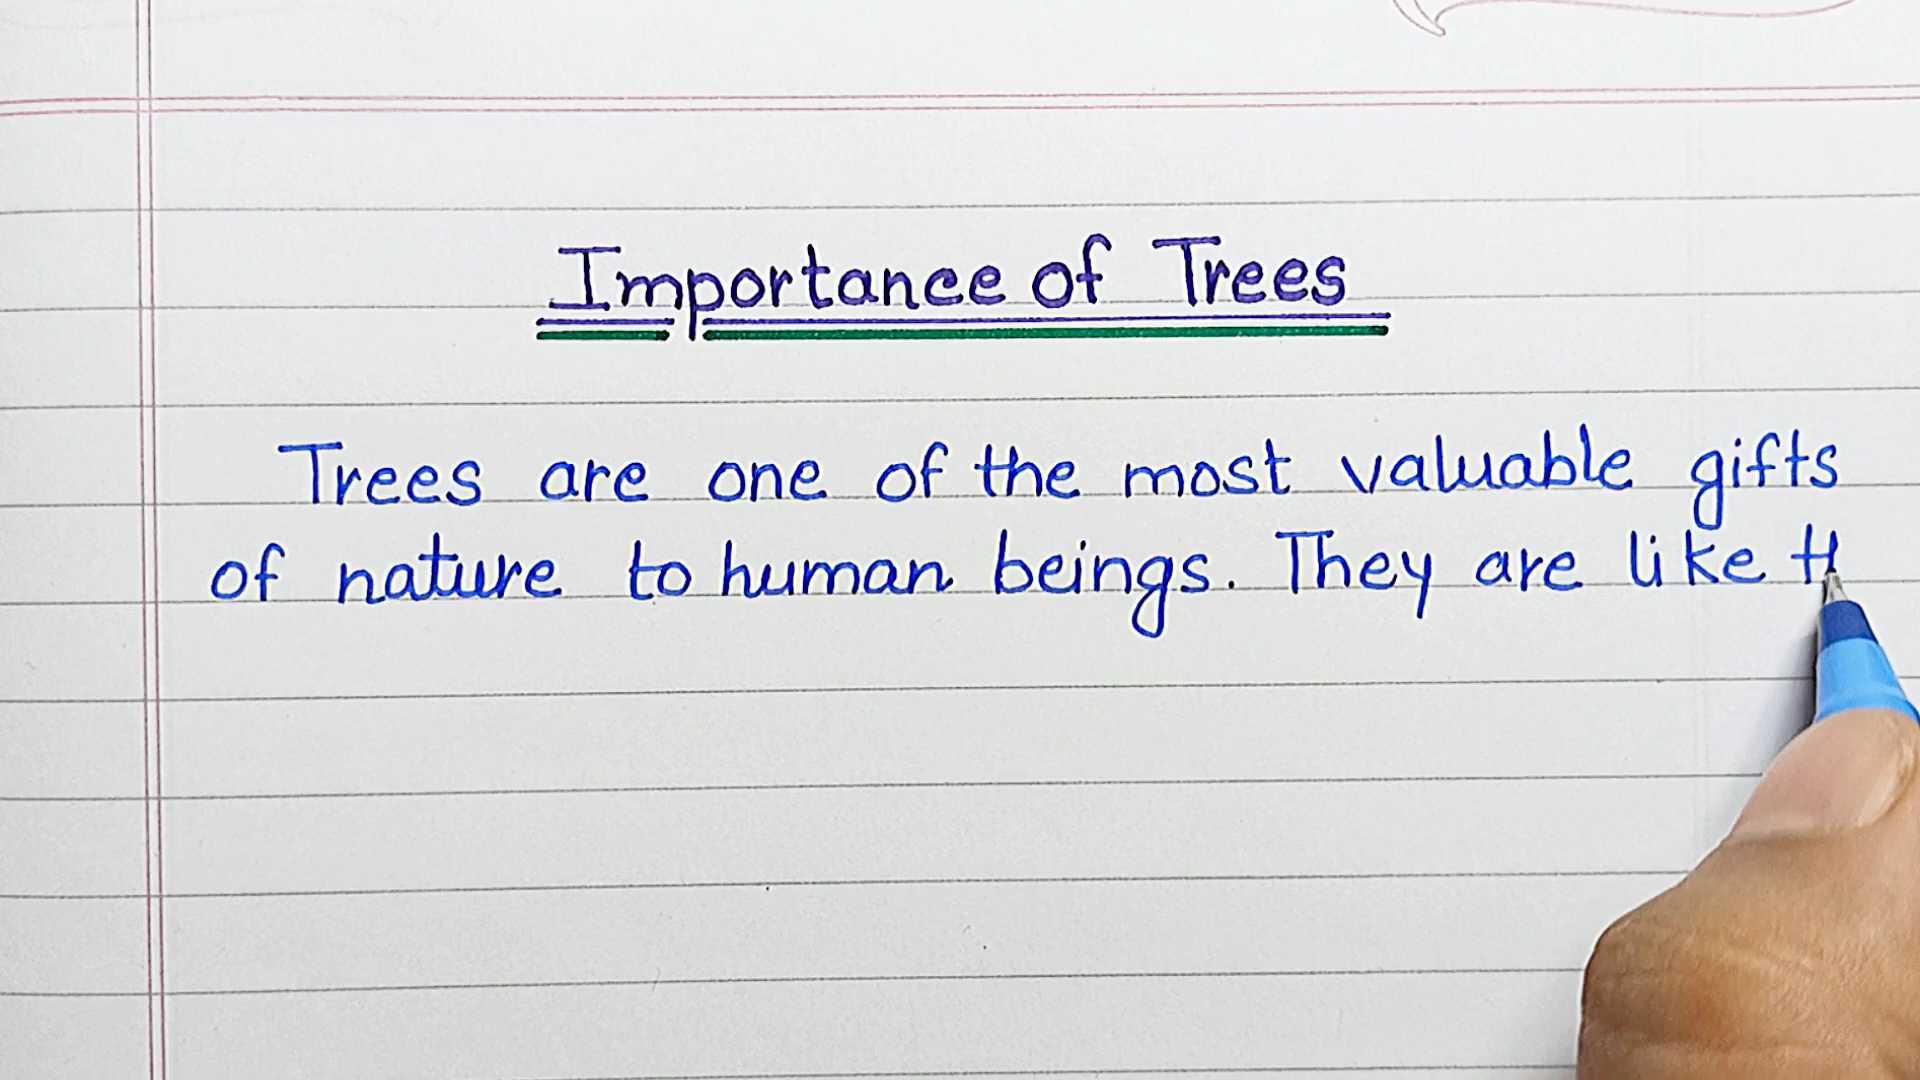 Importance of Trees
Trees are one of the most valuable gifts
of nature to human beings. They are like th